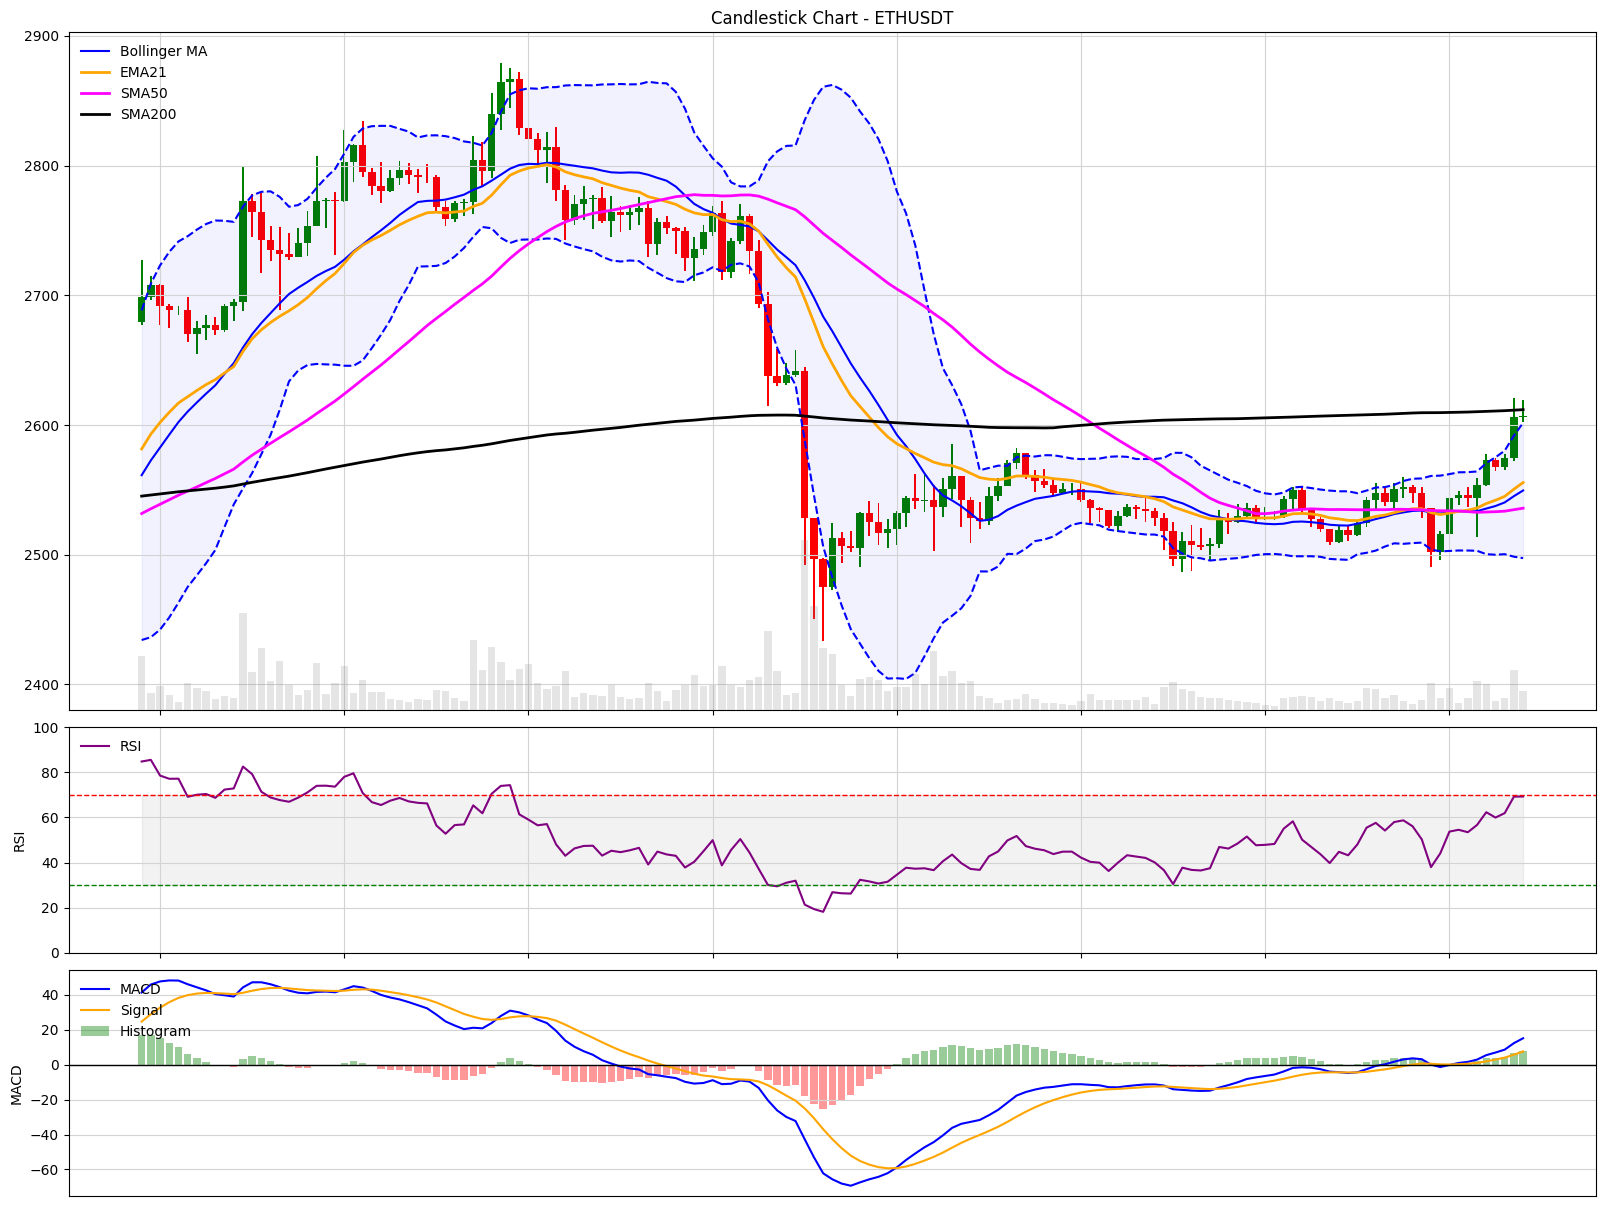 Candlestick Chart - ETHUSDT
2900
2800
2700
2600
2500
2400
Bollinger MA
EMA21
SMA50
SMA200
100
80
60
40
20
0
RSI
RSI
40
20
0
−20
−40
−60
MACD
MACD
Signal
Histogram